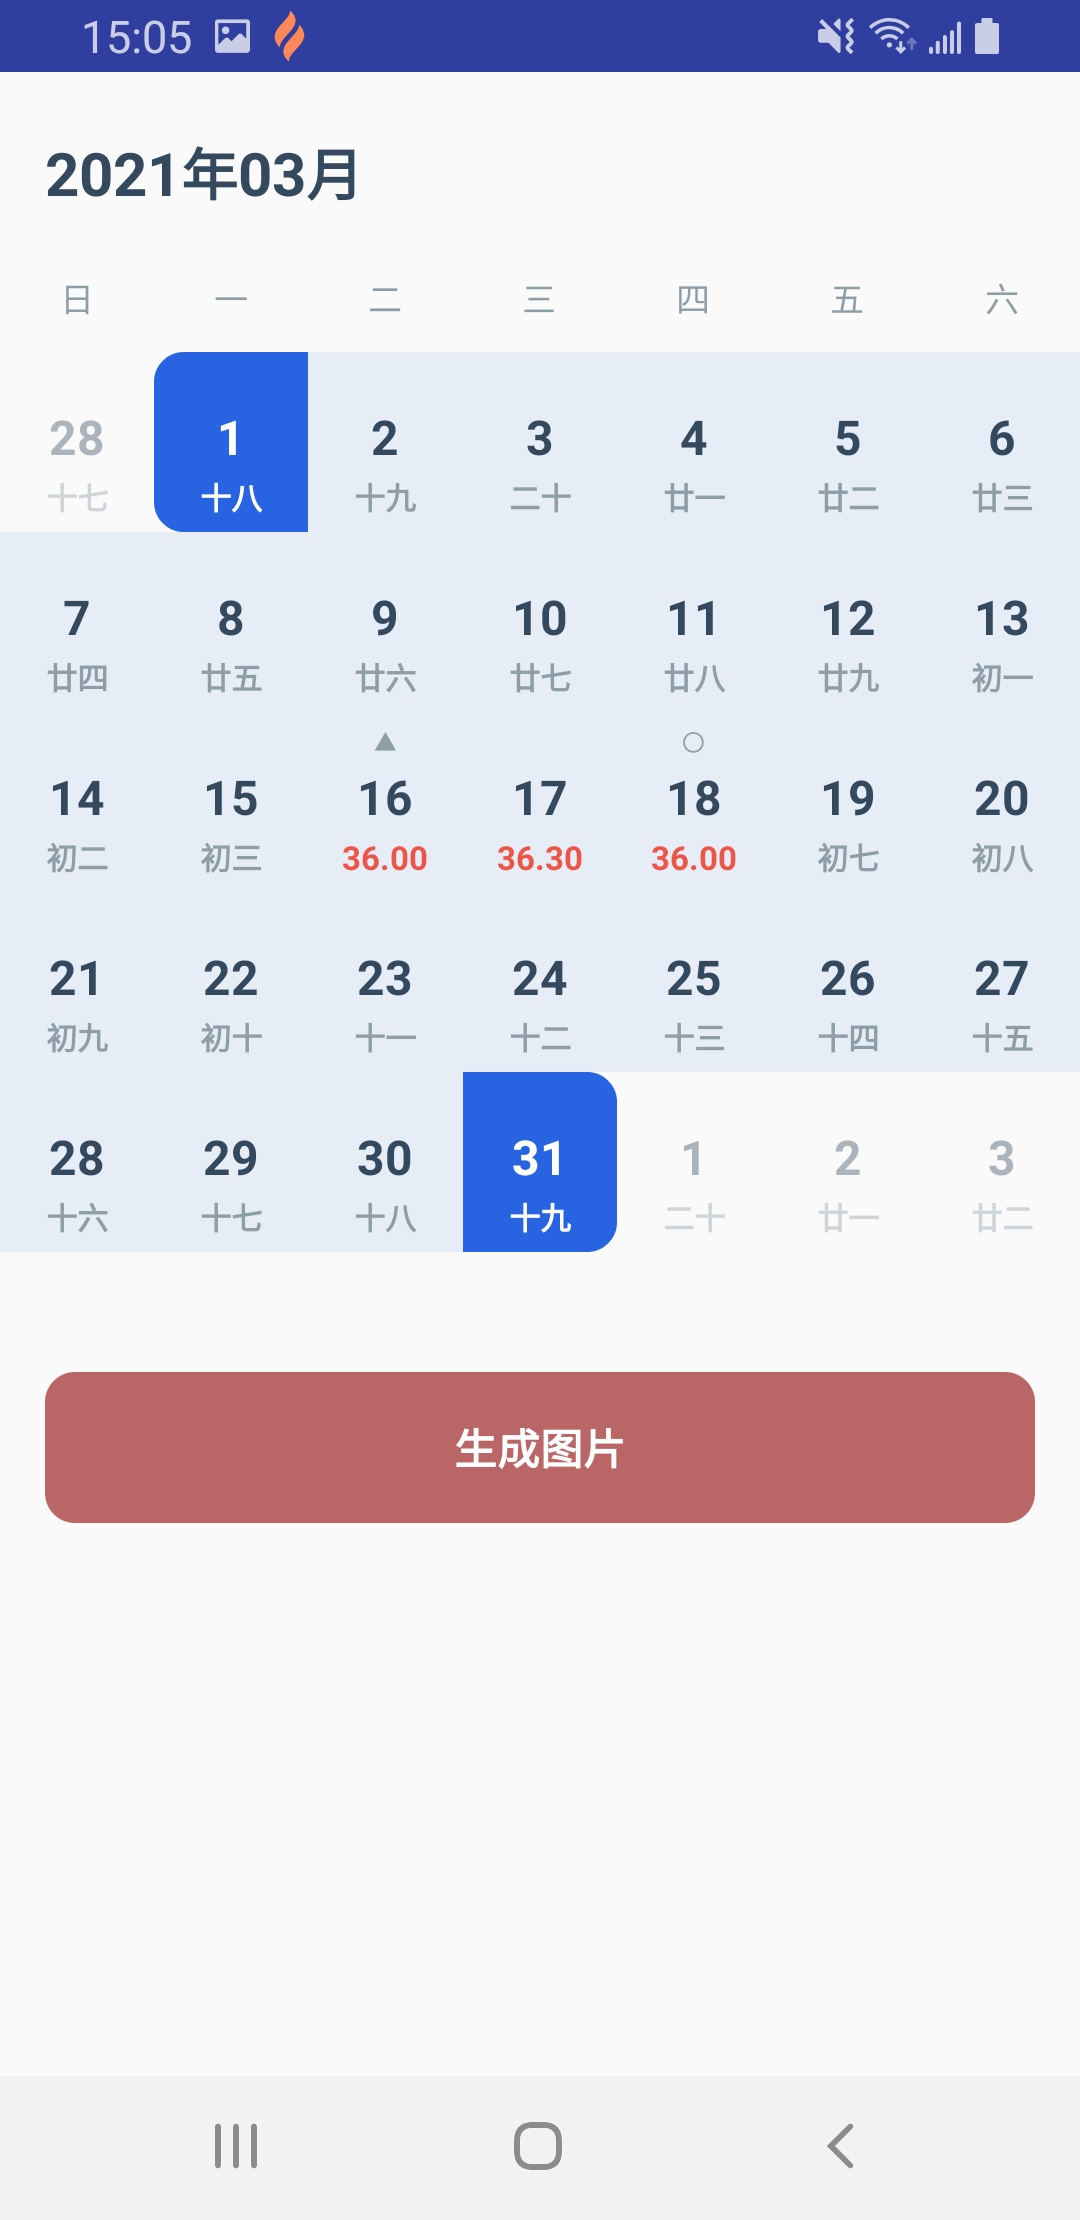 15:05
2021年03月
日 一 二 三 四 五 六
28 1 2 3 4 5 6
十七 十八 十九 二十 廿一 廿二 廿三
7 8 9 10 11 12 13
廿四 廿五 廿六 廿七 廿八 廿九 初一
14 15 16 17 18 19 20
初二 初三 36.00 36.30 36.00 初七 初八
21 22 23 24 25 26 27
初九 初十 十一 十二 十三 十四 十五
28 29 30 31 1 2 3
十六 十七 十八 十九 二十 廿一 廿二
生成图片